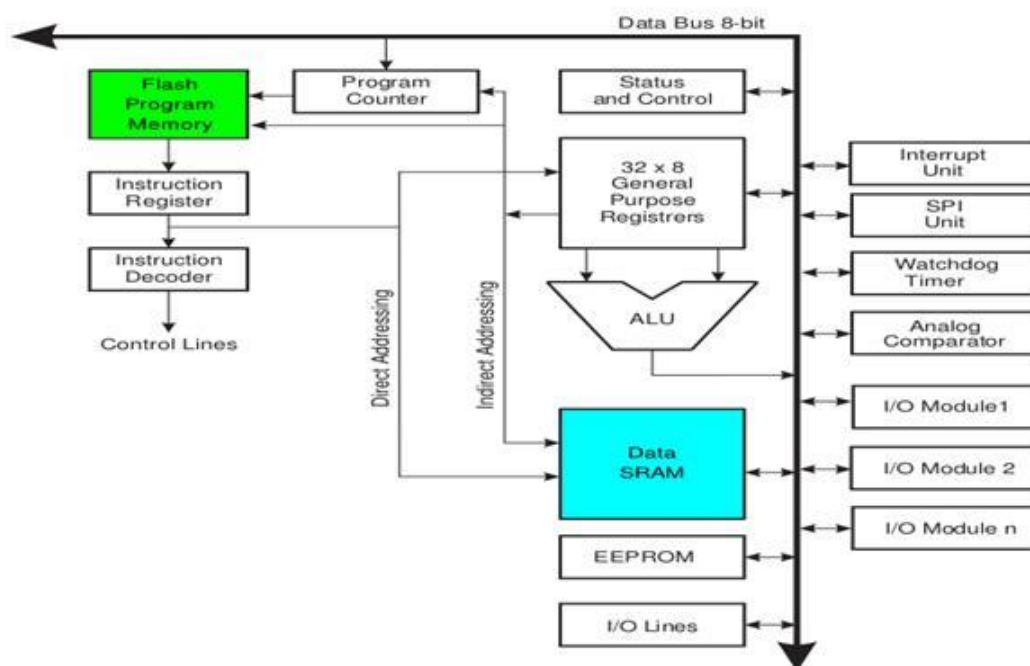 Data Bus 8-bit
Flash
Program
Memory
Program
Counter
Status
and Control
Interrupt
Unit
32 x 8
General
Purpose
Registrers
Instruction
Register
SPI
Unit
Instruction
Decoder
Watchdog
Timer
ALU
Analog
Comparator
Control Lines
Direct Addressing
Indirect Addressing
I/O Module1
Data
SRAM
I/O Module 2
I/O Module n
EEPROM
I/O Lines